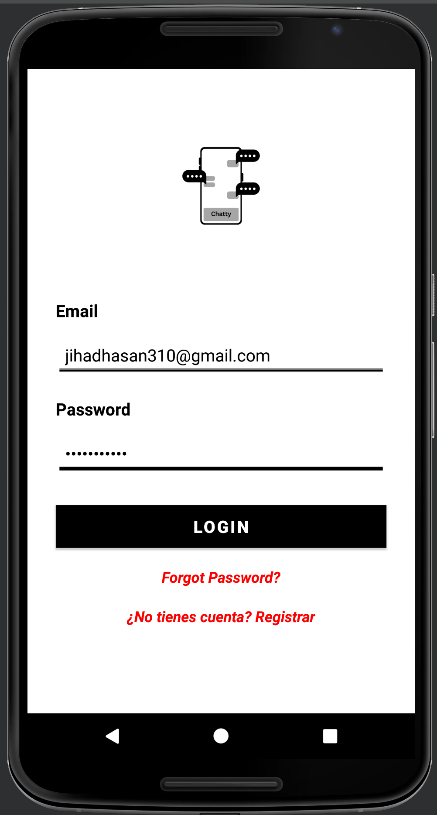 Chatty
Email
jihadhasan310@gmail.com
Password
•••••••••••
LOGIN
Forgot Password?
¿No tienes cuenta? Registrar